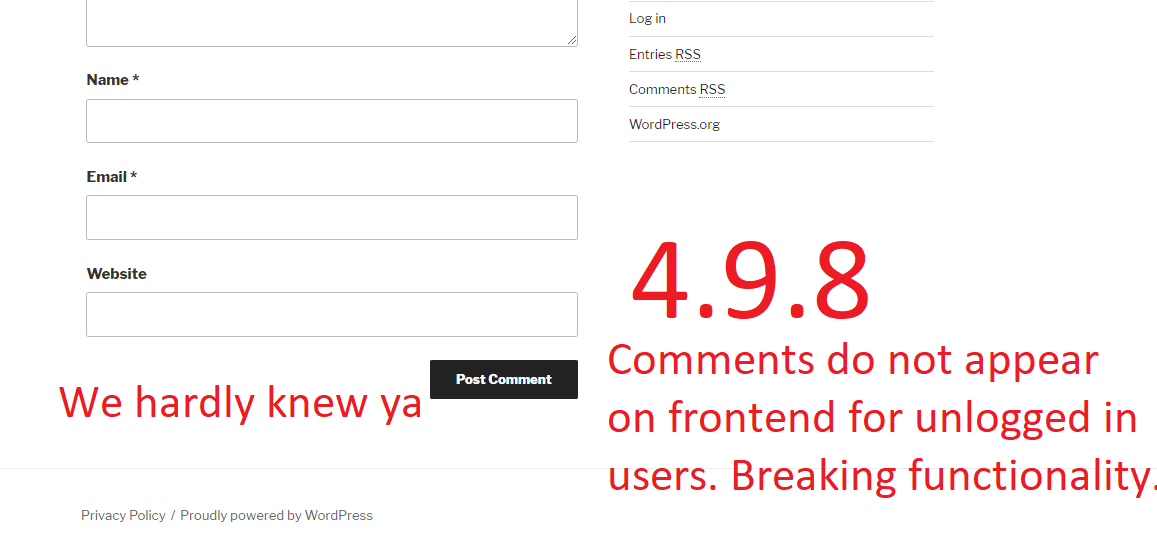 Log in
Entries RSS
Comments RSS
WordPress.org
Name *
Email *
Website
Post Comment
We hardly knew ya
4.9.8
Comments do not appear
on frontend for unlogged in
users. Breaking functionality.
Privacy Policy / Proudly powered by WordPress